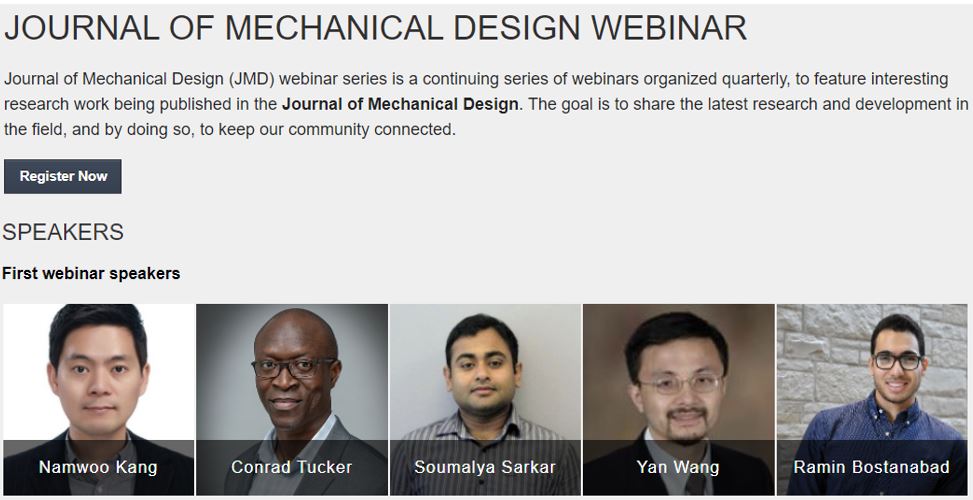 JOURNAL OF MECHANICAL DESIGN WEBINAR
Journal of Mechanical Design (JMD) webinar series is a continuing series of webinars organized quarterly, to feature interesting
research work being published in the Journal of Mechanical Design. The goal is to share the latest research and development in
the field, and by doing so, to keep our community connected.
Register Now
SPEAKERS
First webinar speakers
Namwoo Kang
Conrad Tucker
Soumalya Sarkar
Yan Wang
Ramin Bostanabad